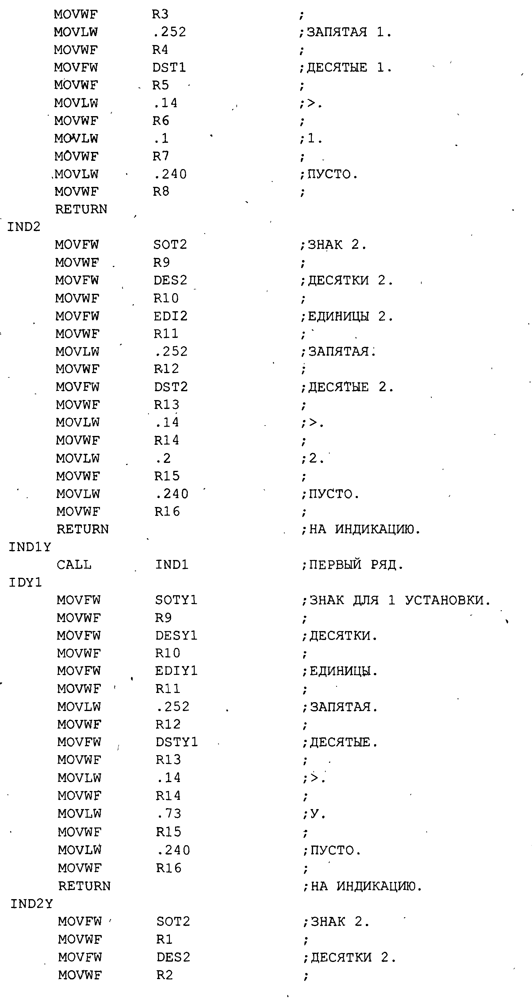 MOVWF R3 ;
MOVLW .252 ;ЗАПЯТАЯ 1.
MOVWF R4 ;
MOVFW DST1 ;ДЕСЯТЫЕ 1.
MOVWF R5 ;
MOVLW .14 ;>.
MOVWF R6 ;
MOVLW .1 ;1.
MOVWF R7 ;
MOVLW .240 ;ПУСТО.
MOVWF R8 ;
RETURN
IND2
MOVFW SOT2 ;ЗНАК 2.
MOVWF R9 ;
MOVFW DES2 ;ДЕСЯТКИ 2.
MOVWF R10 ;
MOVFW EDI2 ;ЕДИНИЦЫ 2.
MOVWF R11 ;
MOVLW .252 ;ЗАПЯТАЯ.
MOVWF R12 ;
MOVFW DST2 ;ДЕСЯТЫЕ 2.
MOVWF R13 ;
MOVLW .14 ;>.
MOVWF R14 ;
MOVLW .2 ;2.
MOVWF R15 ;
MOVLW .240 ;ПУСТО.
MOVWF R16 ;
RETURN ;НА ИНДИКАЦИЮ.
IND1Y
CALL IND1 ;ПЕРВЫЙ РЯД.
IDY1
MOVFW SOTY1 ;ЗНАК ДЛЯ 1 УСТАНОВКИ.
MOVWF R9 ;
MOVFW DESY1 ;ДЕСЯТКИ.
MOVWF R10 ;
MOVFW EDIY1 ;ЕДИНИЦЫ.
MOVWF R11 ;
MOVLW .252 ;ЗАПЯТАЯ.
MOVWF R12 ;
MOVFW DSTY1 ;ДЕСЯТЫЕ.
MOVWF R13 ;
MOVLW .14 ;>.
MOVWF R14 ;
MOVLW .73 ;У.
MOVWF R15 ;
MOVLW .240 ;ПУСТО.
MOVWF R16 ;
RETURN ;НА ИНДИКАЦИЮ.
IND2Y
MOVFW SOT2 ;ЗНАК 2.
MOVWF R1 ;
MOVFW DES2 ;ДЕСЯТКИ 2.
MOVWF R2 ;